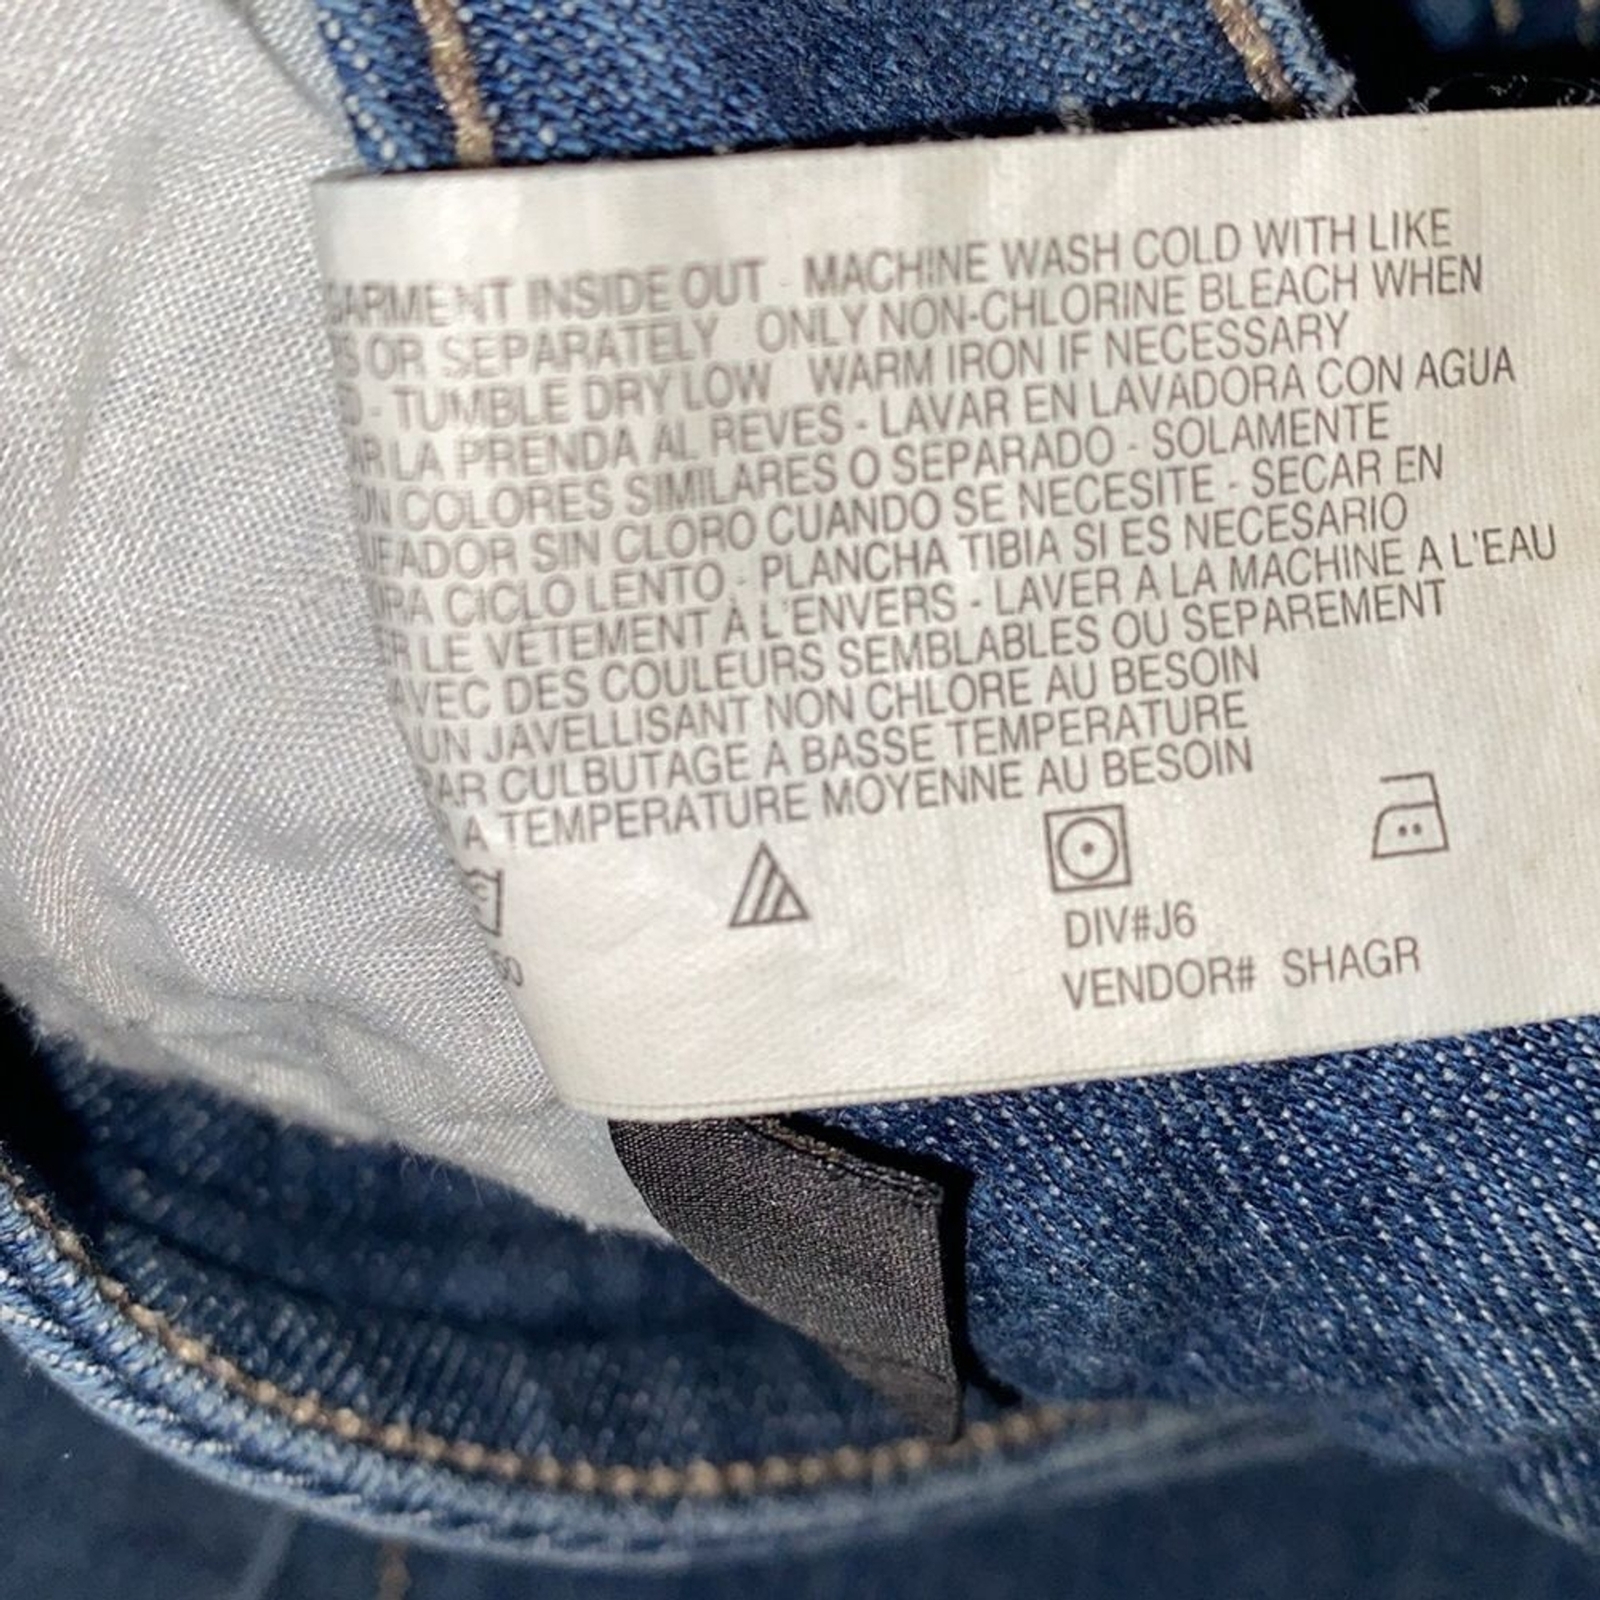 GARMENT INSIDE OUT - MACHINE WASH COLD WITH LIKE
OR SEPARATELY ONLY NON-CHLORINE BLEACH WHEN
- TUMBLE DRY LOW WARM IRON IF NECESSARY
LA PRENDA AL REVES - LAVAR EN LAVADORA CON AGUA
COLORES SIMILARES O SEPARADO - SOLAMENTE
SIN CLORO CUANDO SE NECESITE - SECAR EN
CICLO LENTO - PLANCHA TIBIA SI ES NECESARIO
LE VÉTEMENT À L'ENVERS - LAVER A LA MACHINE A L'EAU
AVEC DES COULEURS SEMBLABLES OU SEPAREMENT
UN JAVELLISANT NON CHLORE AU BESOIN
PAR CULBUTAGE A BASSE TEMPERATURE
A TEMPERATURE MOYENNE AU BESOIN
DIV#J6
VENDOR# SHAGR